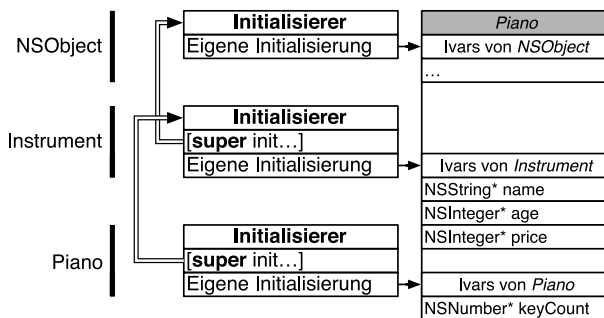 Initialisierer
Piano
NSObject
Eigene Initialisierung
Ivars von NSObject
...
Initialisierer
Instrument
[super init...]
Eigene Initialisierung
Ivars von Instrument
NSString* name
NSInteger* age
NSInteger* price
Initialisierer
Piano
[super init...]
Eigene Initialisierung
Ivars von Piano
NSNumber* keyCount